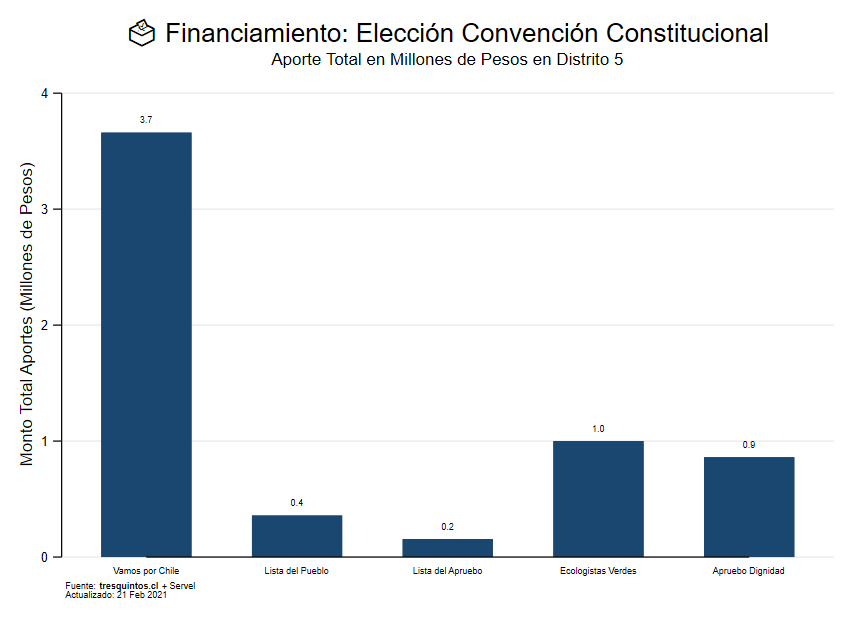 Financiamiento: Elección Convención Constitucional
Aporte Total en Millones de Pesos en Distrito 5
Monto Total Aportes (Millones de Pesos)
4
3
2
1
0
3.7
0.4
0.2
1.0
0.9
Vamos por Chile
Lista del Pueblo
Lista del Apruebo
Ecologistas Verdes
Apruebo Dignidad
Fuente: tresquintos.cl + Servel
Actualizado: 21 Feb 2021